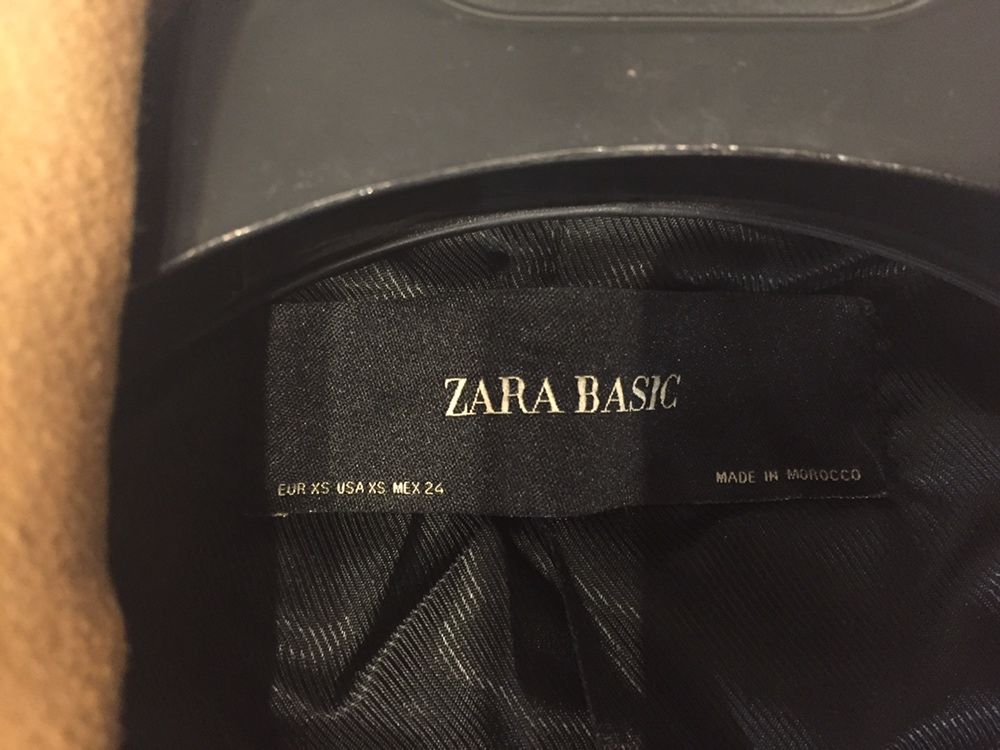 ZARA BASIC
EUR XS USA XS MEX 24
MADE IN MOROCCO